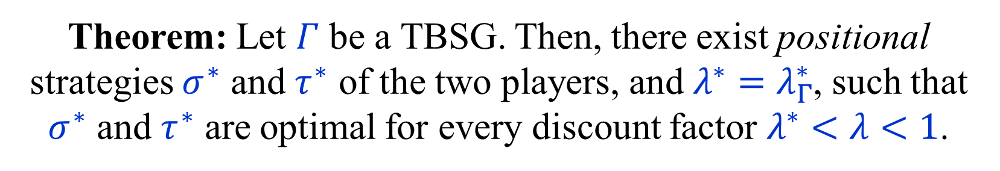 Theorem: Let Γ be a TBSG. Then, there exist positional
strategies σ* and τ* of the two players, and λ* = λ*_Γ, such that
σ* and τ* are optimal for every discount factor λ* < λ < 1.